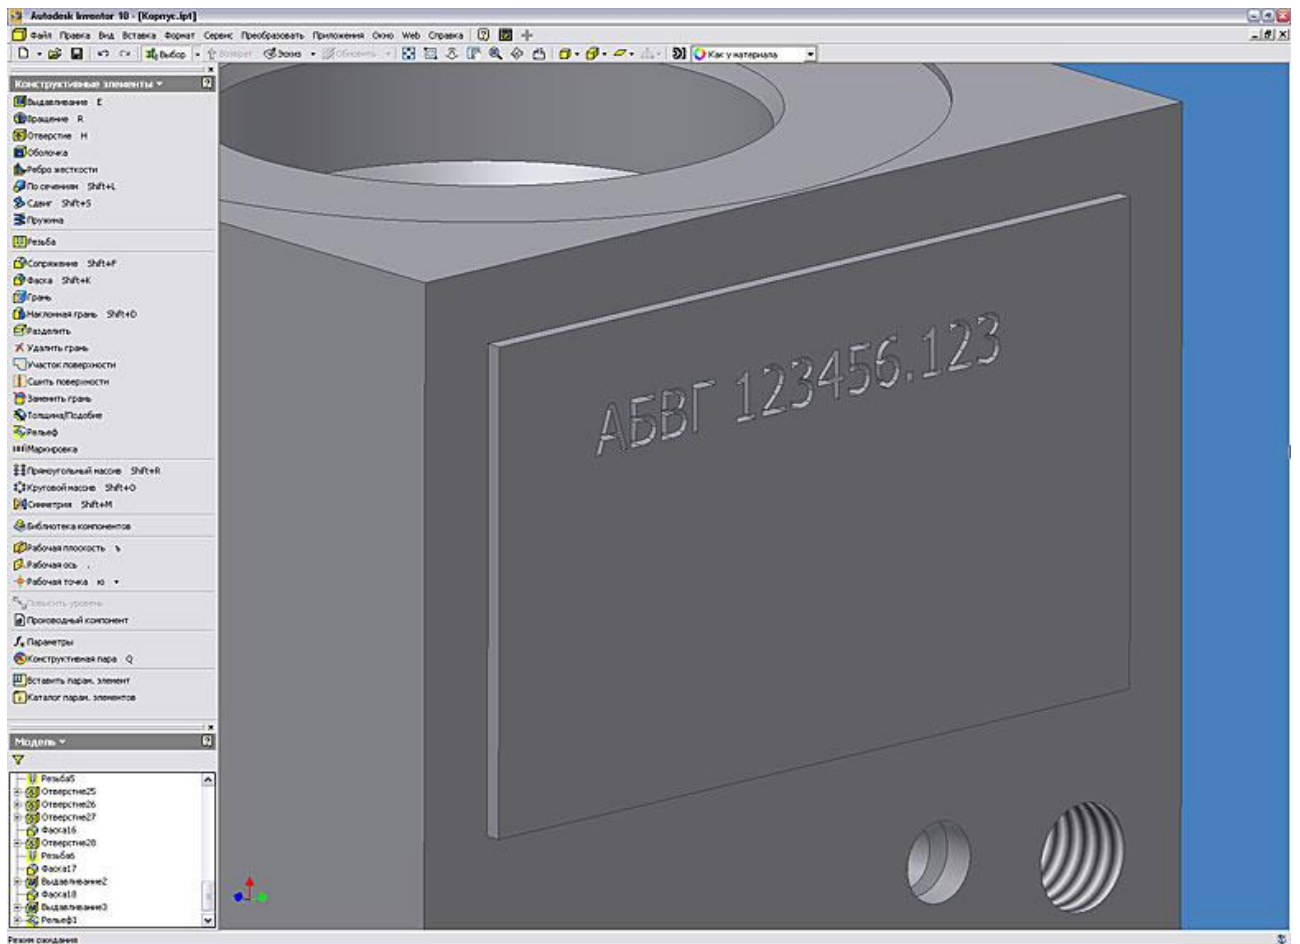 Autodesk Inventor 10 - [Корпус.ipt]
Файл Правка Вид Вставка Формат Сервис Преобразовать Приложения Окно Web Справка
Выбор Возврат Эскиз Обновить Как у материала
Конструктивные элементы
Выдавливание E
Вращение R
Отверстие H
Оболочка
Ребро жесткости
По сечениям Shift+L
Сдвиг Shift+S
Пружина
Резьба
Сопряжение Shift+F
Фаска Shift+K
Грань
Наклонная грань Shift+D
Разделить
Удалить грань
Участок поверхности
Сшить поверхности
Заменить грань
Толщина/Подобие
Рельеф
Маркировка
Прямоугольный массив Shift+R
Круговой массив Shift+O
Симметрия Shift+M
Библиотека компонентов
Рабочая плоскость ъ
Рабочая ось .
Рабочая точка ю
Повысить уровень
Производный компонент
Параметры
Конструктивная пара Q
Вставить парам. элемент
Каталог парам. элементов
Модель
Резьба5
Отверстие25
Отверстие26
Отверстие27
Фаска16
Отверстие28
Резьба6
Фаска17
Выдавливание2
Фаска18
Выдавливание3
Рельеф1
Режим ожидания
АБВГ 123456.123